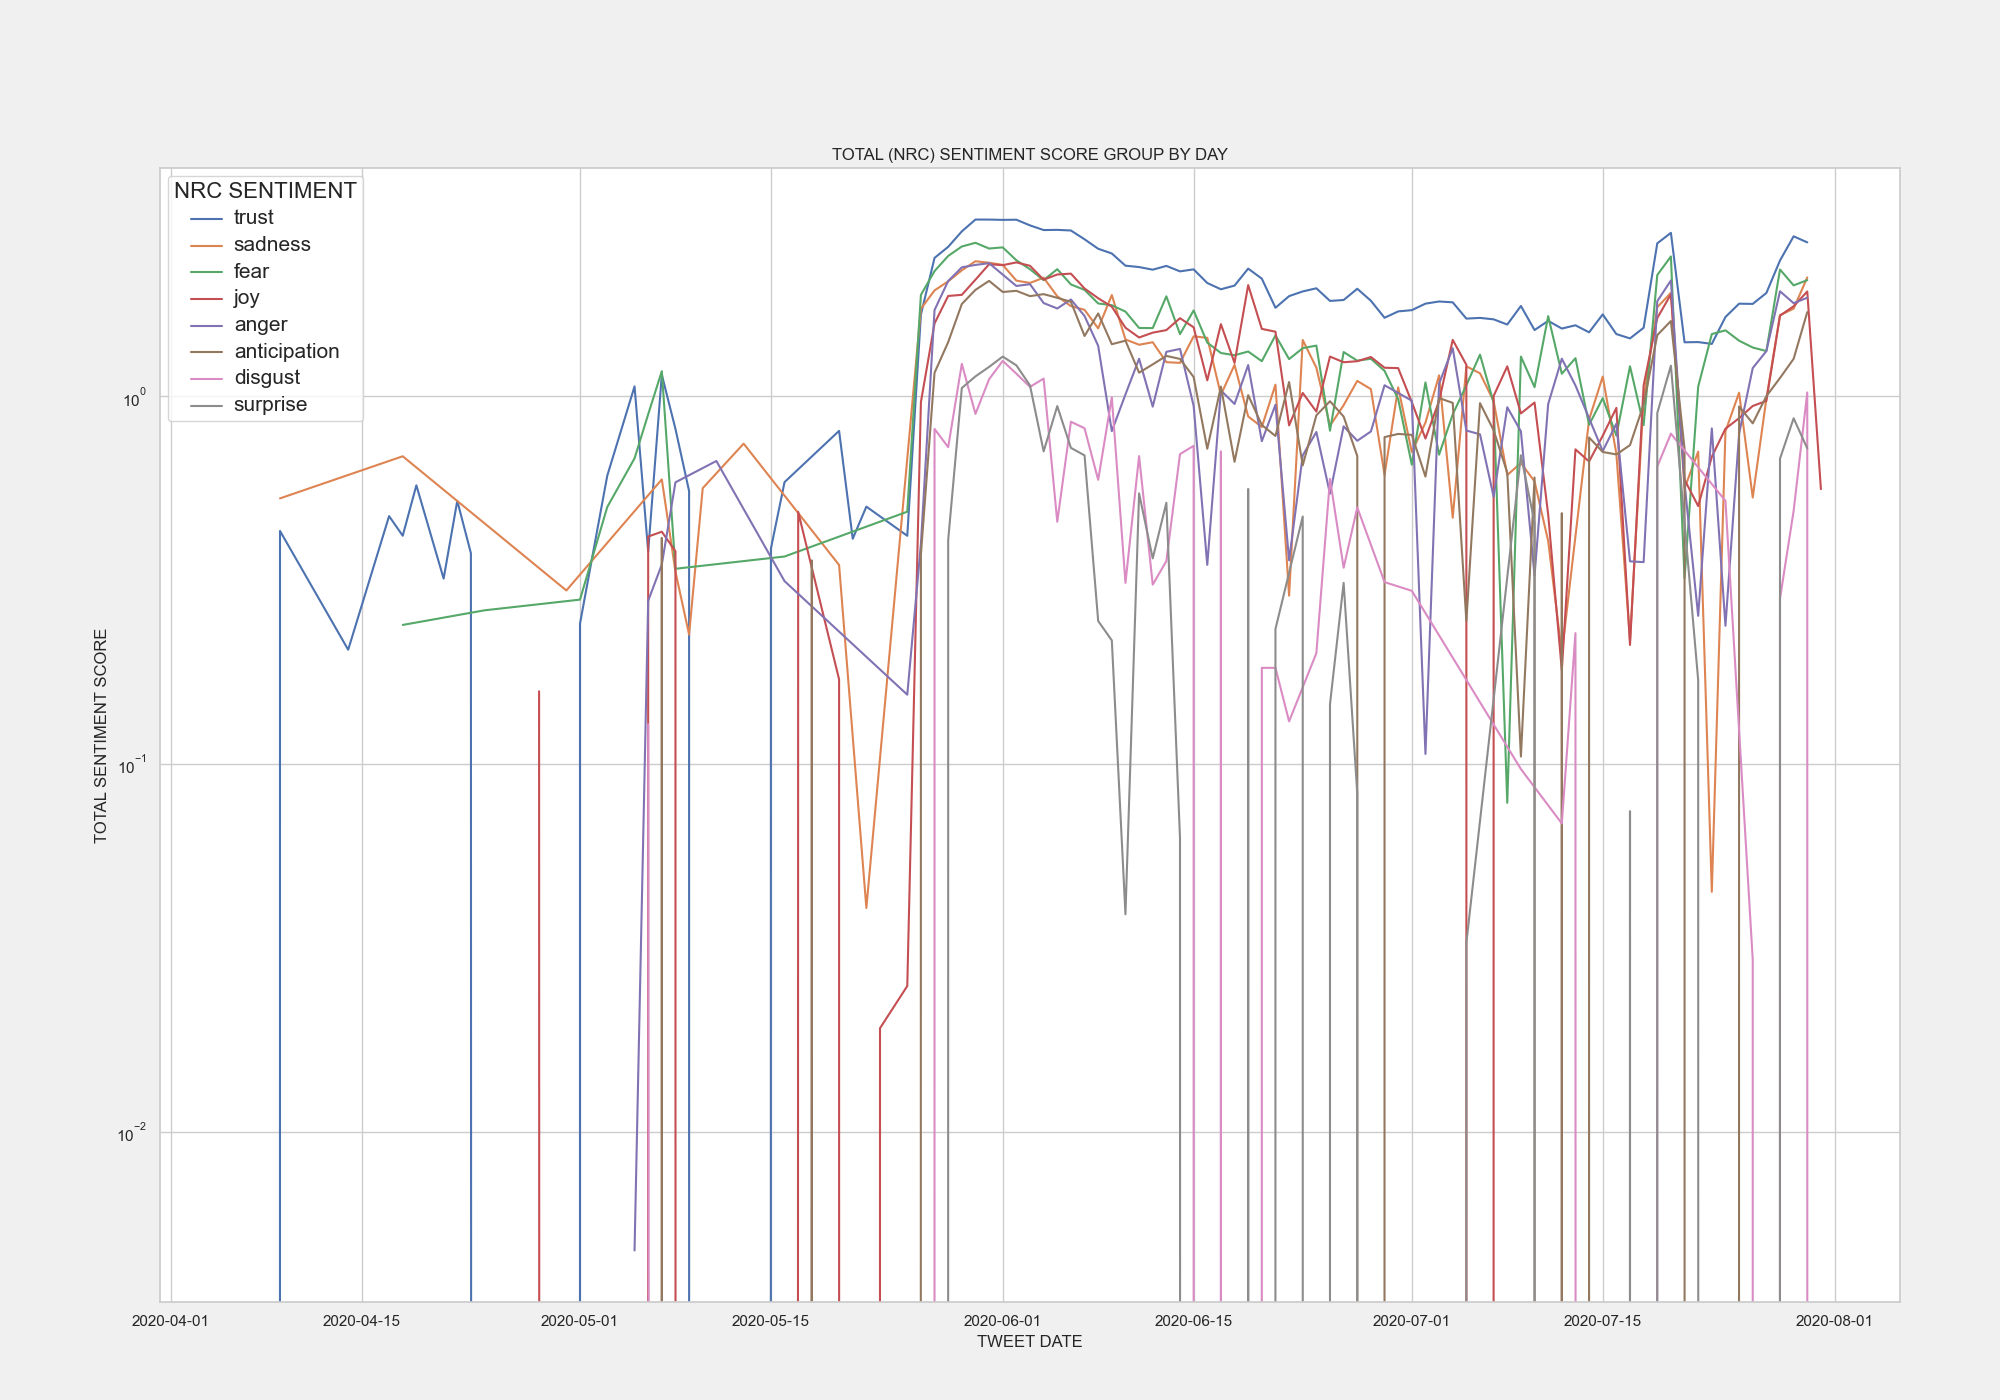 TOTAL (NRC) SENTIMENT SCORE GROUP BY DAY
NRC SENTIMENT
trust
sadness
fear
joy
anger
anticipation
disgust
surprise
10⁰
10⁻¹
10⁻²
TOTAL SENTIMENT SCORE
2020-04-01 2020-04-15 2020-05-01 2020-05-15 2020-06-01 2020-06-15 2020-07-01 2020-07-15 2020-08-01
TWEET DATE